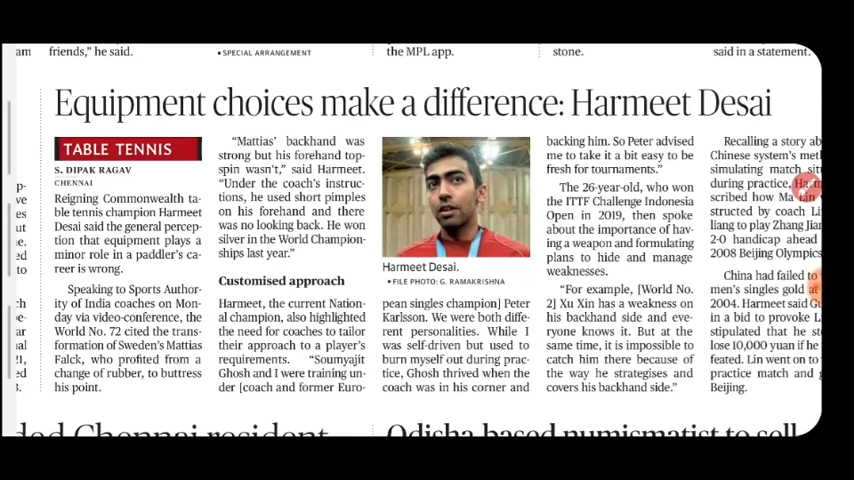 am
friends,” he said.
▪ SPECIAL ARRANGEMENT
the MPL app.
stone.
said in a statement.
Equipment choices make a difference: Harmeet Desai
TABLE TENNIS
S. DIPAK RAGAV
CHENNAI
Reigning Commonwealth ta-
ble tennis champion Harmeet
Desai said the general percep-
tion that equipment plays a
minor role in a paddler’s ca-
reer is wrong.
Speaking to Sports Author-
ity of India coaches on Mon-
day via video-conference, the
World No. 72 cited the trans-
formation of Sweden’s Mattias
Falck, who profited from a
change of rubber, to buttress
his point.
“Mattias’ backhand was
strong but his forehand top-
spin wasn’t,” said Harmeet.
“Under the coach’s instruc-
tions, he used short pimples
on his forehand and there
was no looking back. He won
silver in the World Champion-
ships last year.”
Customised approach
Harmeet, the current Nation-
al champion, also highlighted
the need for coaches to tailor
their approach to a player’s
requirements. “Soumyajit
Ghosh and I were training un-
der [coach and former Euro-
Harmeet Desai.
▪ FILE PHOTO: G. RAMAKRISHNA
pean singles champion] Peter
Karlsson. We were both differ-
ent personalities. While I
was self-driven but used to
burn myself out during prac-
tice, Ghosh thrived when the
coach was in his corner and
backing him. So Peter advised
me to take it a bit easy to be
fresh for tournaments.”
The 26-year-old, who won
the ITTF Challenge Indonesia
Open in 2019, then spoke
about the importance of hav-
ing a weapon and formulating
plans to hide and manage
weaknesses.
“For example, [World No.
2] Xu Xin has a weakness on
his backhand side and eve-
ryone knows it. But at the
same time, it is impossible to
catch him there because of
the way he strategises and
covers his backhand side.”
Recalling a story ab
Chinese system’s met
simulating match sit
during practice,
scribed how Ma
structed by coach Li
liang to play Zhang Jian
2-0 handicap ahead
2008 Beijing Olympics
China had failed to
men’s singles gold at
2004. Harmeet said Gu
in a bid to provoke Li
stipulated that he st
lose 10,000 yuan if he
feated. Lin went on to
practice match and g
Beijing.
Chennai resident
Odisha-based numismatist to sell